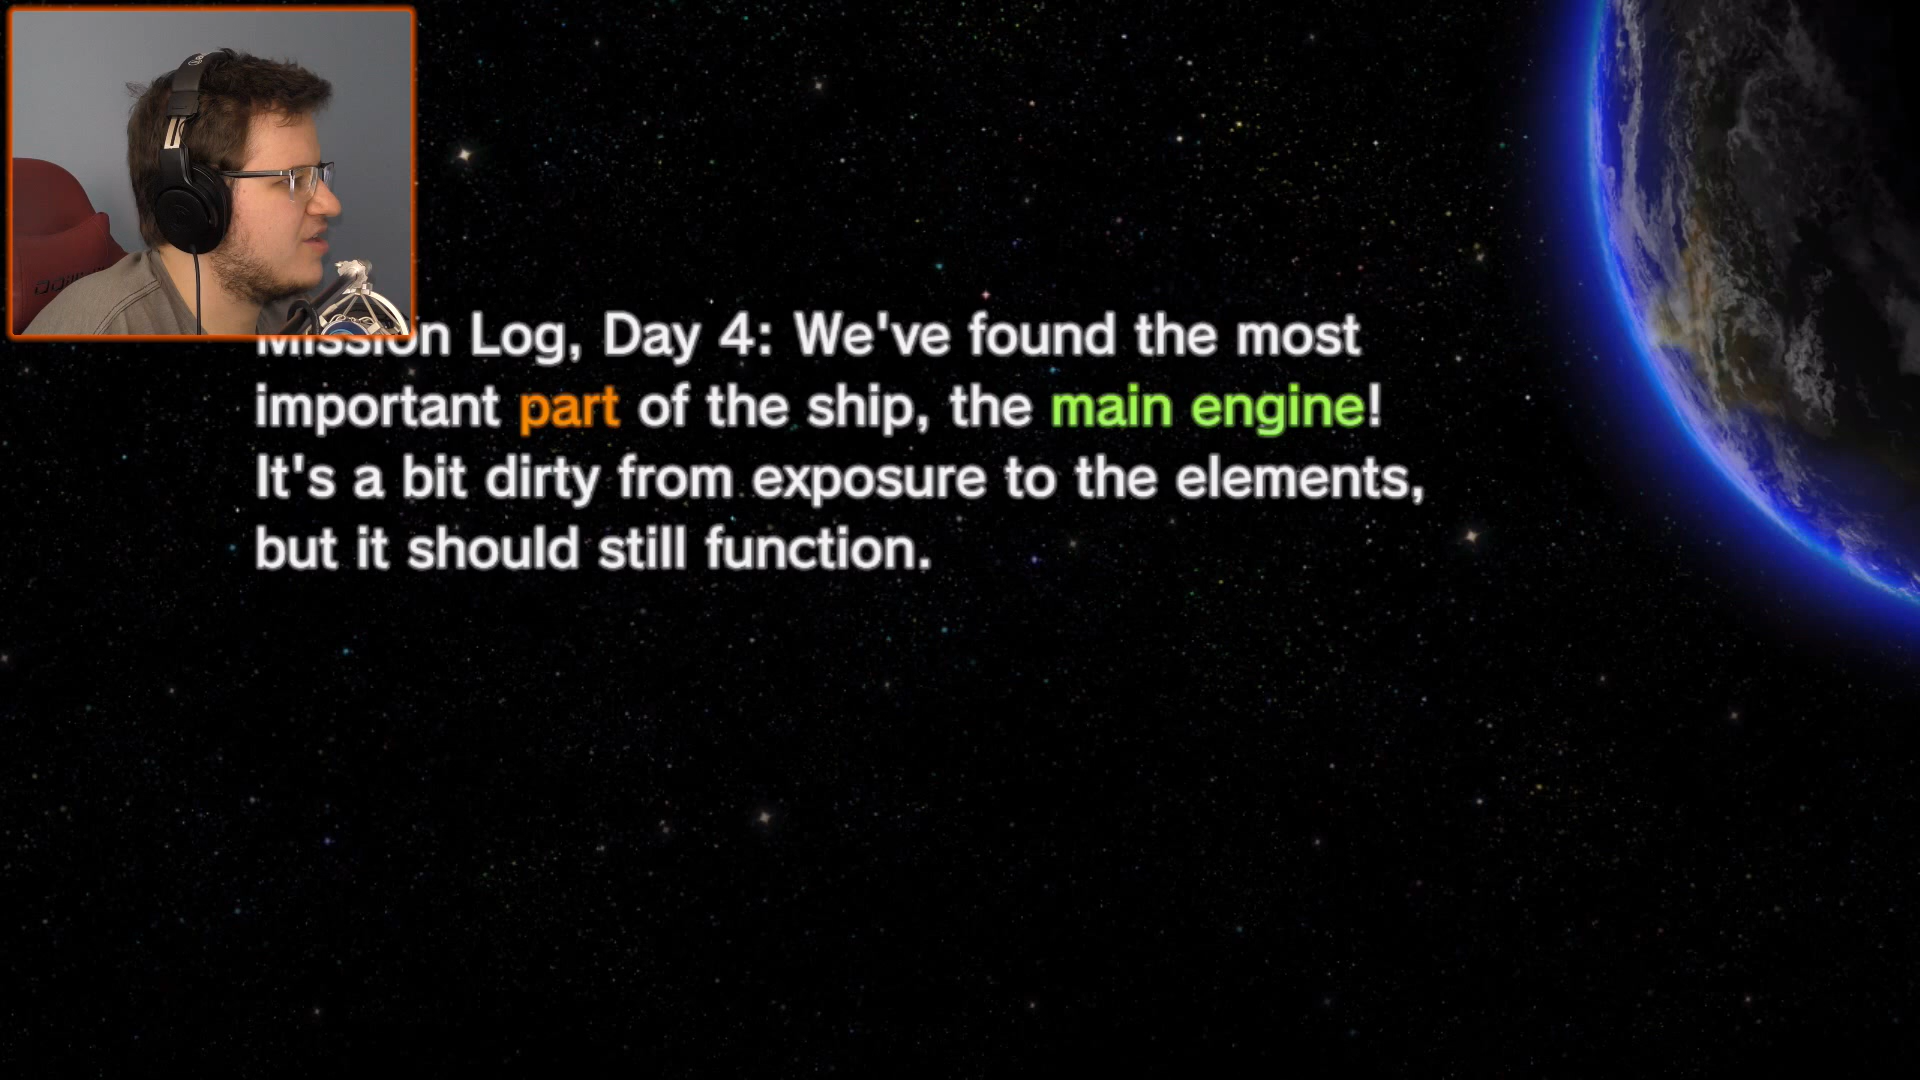 Mission Log, Day 4: We've found the most
important part of the ship, the main engine!
It's a bit dirty from exposure to the elements,
but it should still function.